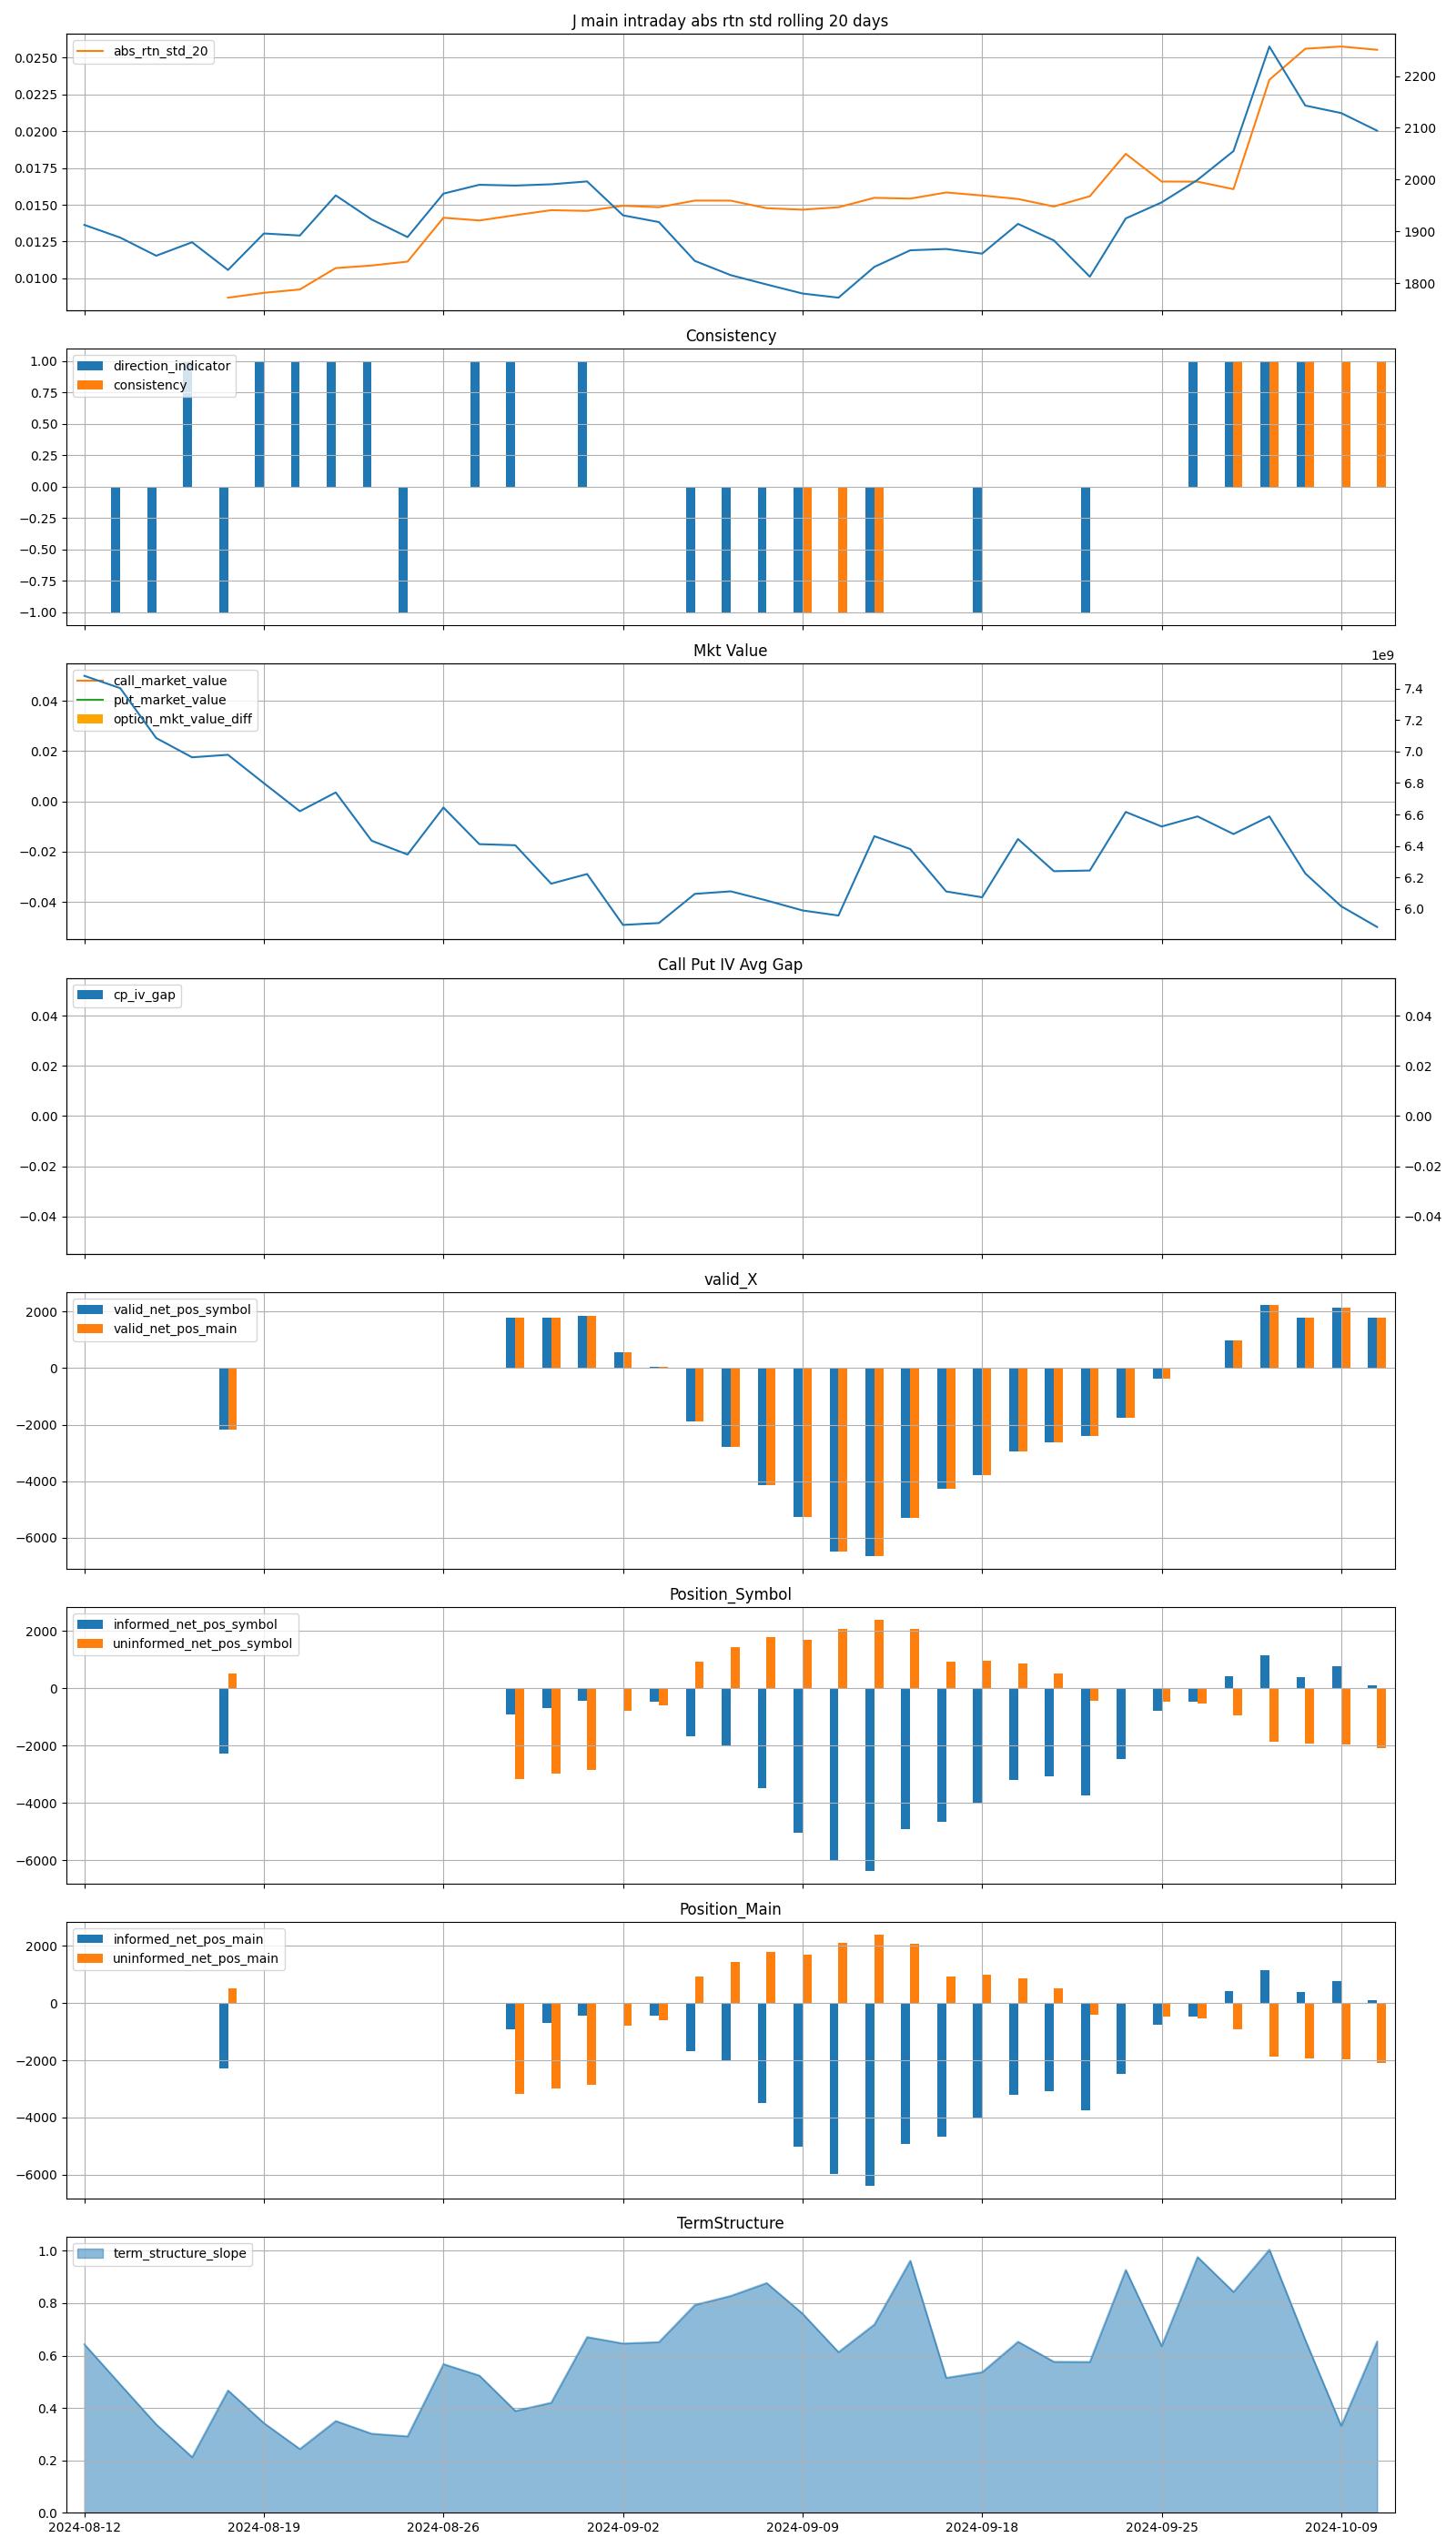 J main intraday abs rtn std rolling 20 days
abs_rtn_std_20
0.0250
0.0225
0.0200
0.0175
0.0150
0.0125
0.0100
2200
2100
2000
1900
1800
Consistency
direction_indicator
consistency
1.00
0.75
0.50
0.25
0.00
−0.25
−0.50
−0.75
−1.00
Mkt Value
1e9
call_market_value
put_market_value
option_mkt_value_diff
0.04
0.02
0.00
−0.02
−0.04
7.4
7.2
7.0
6.8
6.6
6.4
6.2
6.0
Call Put IV Avg Gap
cp_iv_gap
0.04
0.02
0.00
−0.02
−0.04
0.04
0.02
0.00
−0.02
−0.04
valid_X
valid_net_pos_symbol
valid_net_pos_main
2000
0
−2000
−4000
−6000
Position_Symbol
informed_net_pos_symbol
uninformed_net_pos_symbol
2000
0
−2000
−4000
−6000
Position_Main
informed_net_pos_main
uninformed_net_pos_main
2000
0
−2000
−4000
−6000
TermStructure
term_structure_slope
1.0
0.8
0.6
0.4
0.2
0.0
2024-08-12 2024-08-19 2024-08-26 2024-09-02 2024-09-09 2024-09-18 2024-09-25 2024-10-09